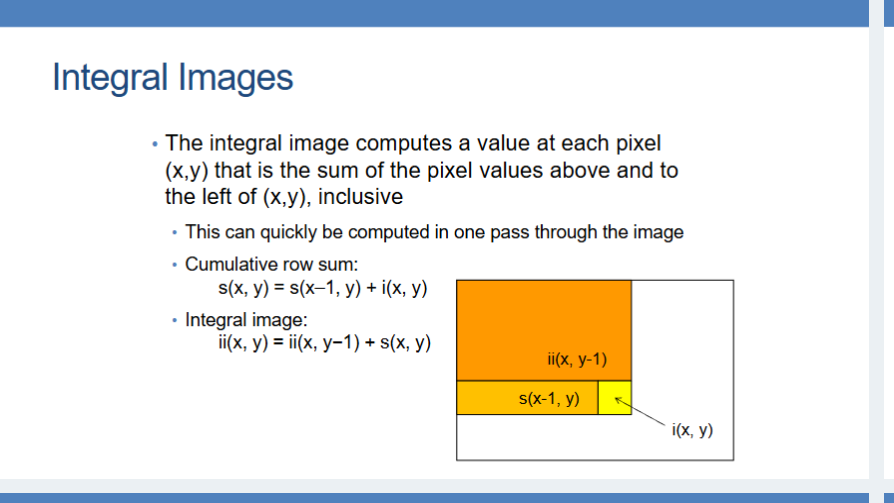 Integral Images
• The integral image computes a value at each pixel
(x,y) that is the sum of the pixel values above and to
the left of (x,y), inclusive
• This can quickly be computed in one pass through the image
• Cumulative row sum:
s(x, y) = s(x–1, y) + i(x, y)
• Integral image:
ii(x, y) = ii(x, y−1) + s(x, y)
ii(x, y-1)
s(x-1, y)
i(x, y)